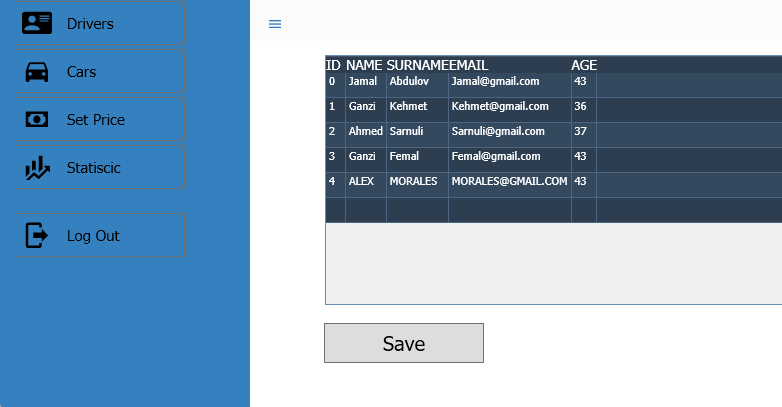 Drivers
Cars
Set Price
Statiscic
Log Out
ID NAME SURNAME EMAIL AGE
0 Jamal Abdulov Jamal@gmail.com 43
1 Ganzi Kehmet Kehmet@gmail.com 36
2 Ahmed Sarnuli Sarnuli@gmail.com 37
3 Ganzi Femal Femal@gmail.com 43
4 ALEX MORALES MORALES@GMAIL.COM 43
Save